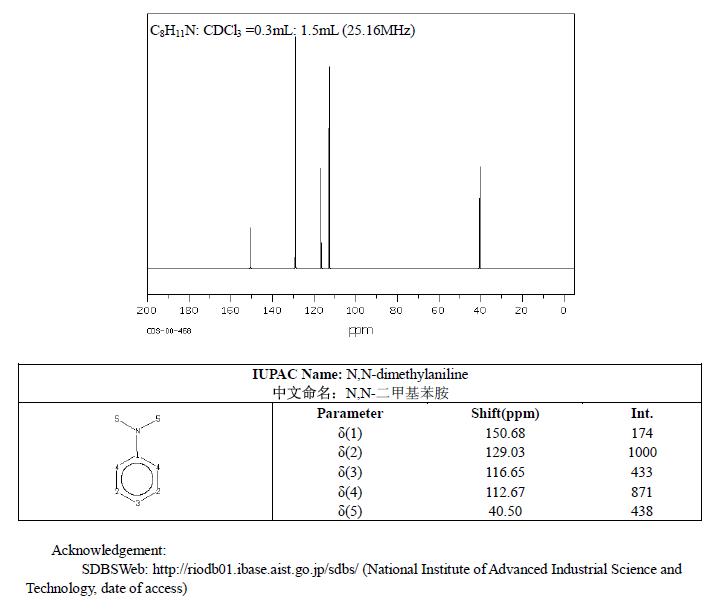 C₈H₁₁N: CDCl₃ =0.3mL: 1.5mL (25.16MHz)
200 180 160 140 120 100 80 60 40 20 0
CDS-00-458
ppm
IUPAC Name: N,N-dimethylaniline
中文命名：N,N-二甲基苯胺
Parameter Shift(ppm) Int.
δ(1) 150.68 174
δ(2) 129.03 1000
δ(3) 116.65 433
δ(4) 112.67 871
δ(5) 40.50 438
5 5
N
1
4 4
2 2
3
Acknowledgement:
SDBSWeb: http://riodb01.ibase.aist.go.jp/sdbs/ (National Institute of Advanced Industrial Science and
Technology, date of access)